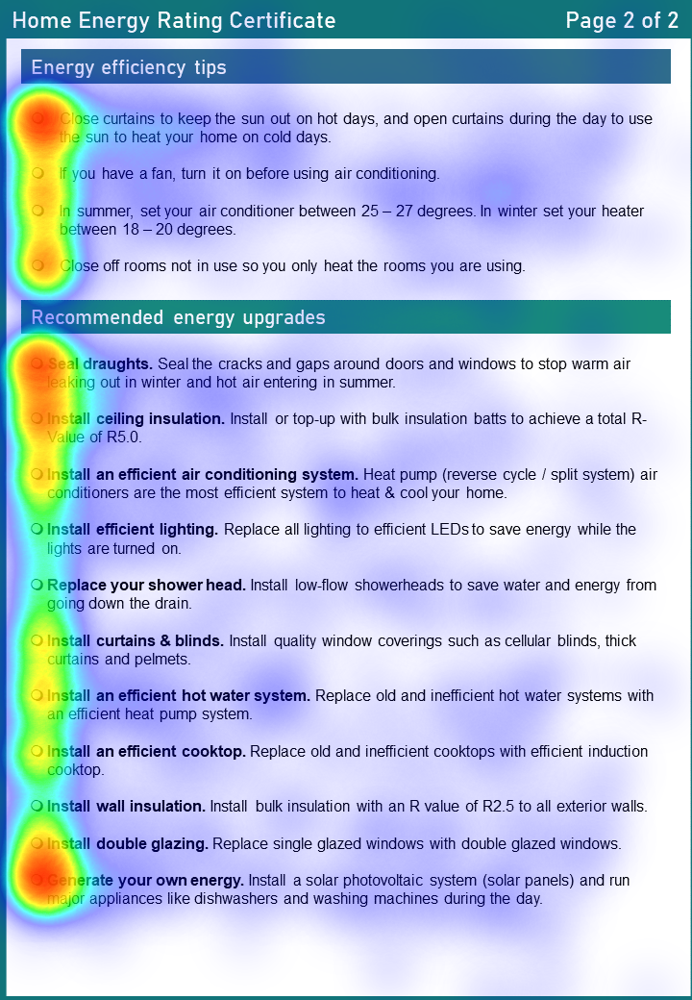 Home Energy Rating Certificate Page 2 of 2
Energy efficiency tips
Close curtains to keep the sun out on hot days, and open curtains during the day to use
the sun to heat your home on cold days.
If you have a fan, turn it on before using air conditioning.
In summer, set your air conditioner between 25 – 27 degrees. In winter set your heater
between 18 – 20 degrees.
Close off rooms not in use so you only heat the rooms you are using.
Recommended energy upgrades
Seal draughts. Seal the cracks and gaps around doors and windows to stop warm air
leaking out in winter and hot air entering in summer.
Install ceiling insulation. Install or top-up with bulk insulation batts to achieve a total R-
Value of R5.0.
Install an efficient air conditioning system. Heat pump (reverse cycle / split system) air
conditioners are the most efficient system to heat & cool your home.
Install efficient lighting. Replace all lighting to efficient LEDs to save energy while the
lights are turned on.
Replace your shower head. Install low-flow showerheads to save water and energy from
going down the drain.
Install curtains & blinds. Install quality window coverings such as cellular blinds, thick
curtains and pelmets.
Install an efficient hot water system. Replace old and inefficient hot water systems with
an efficient heat pump system.
Install an efficient cooktop. Replace old and inefficient cooktops with efficient induction
cooktop.
Install wall insulation. Install bulk insulation with an R value of R2.5 to all exterior walls.
Install double glazing. Replace single glazed windows with double glazed windows.
Generate your own energy. Install a solar photovoltaic system (solar panels) and run
major appliances like dishwashers and washing machines during the day.